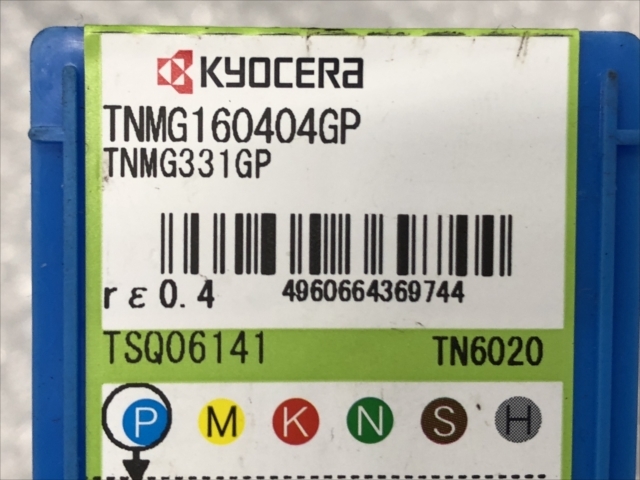 KYOCERA
TNMG160404GP
TNMG331GP
rε0.4
4960664369744
TSQ06141 TN6020
P M K N S H